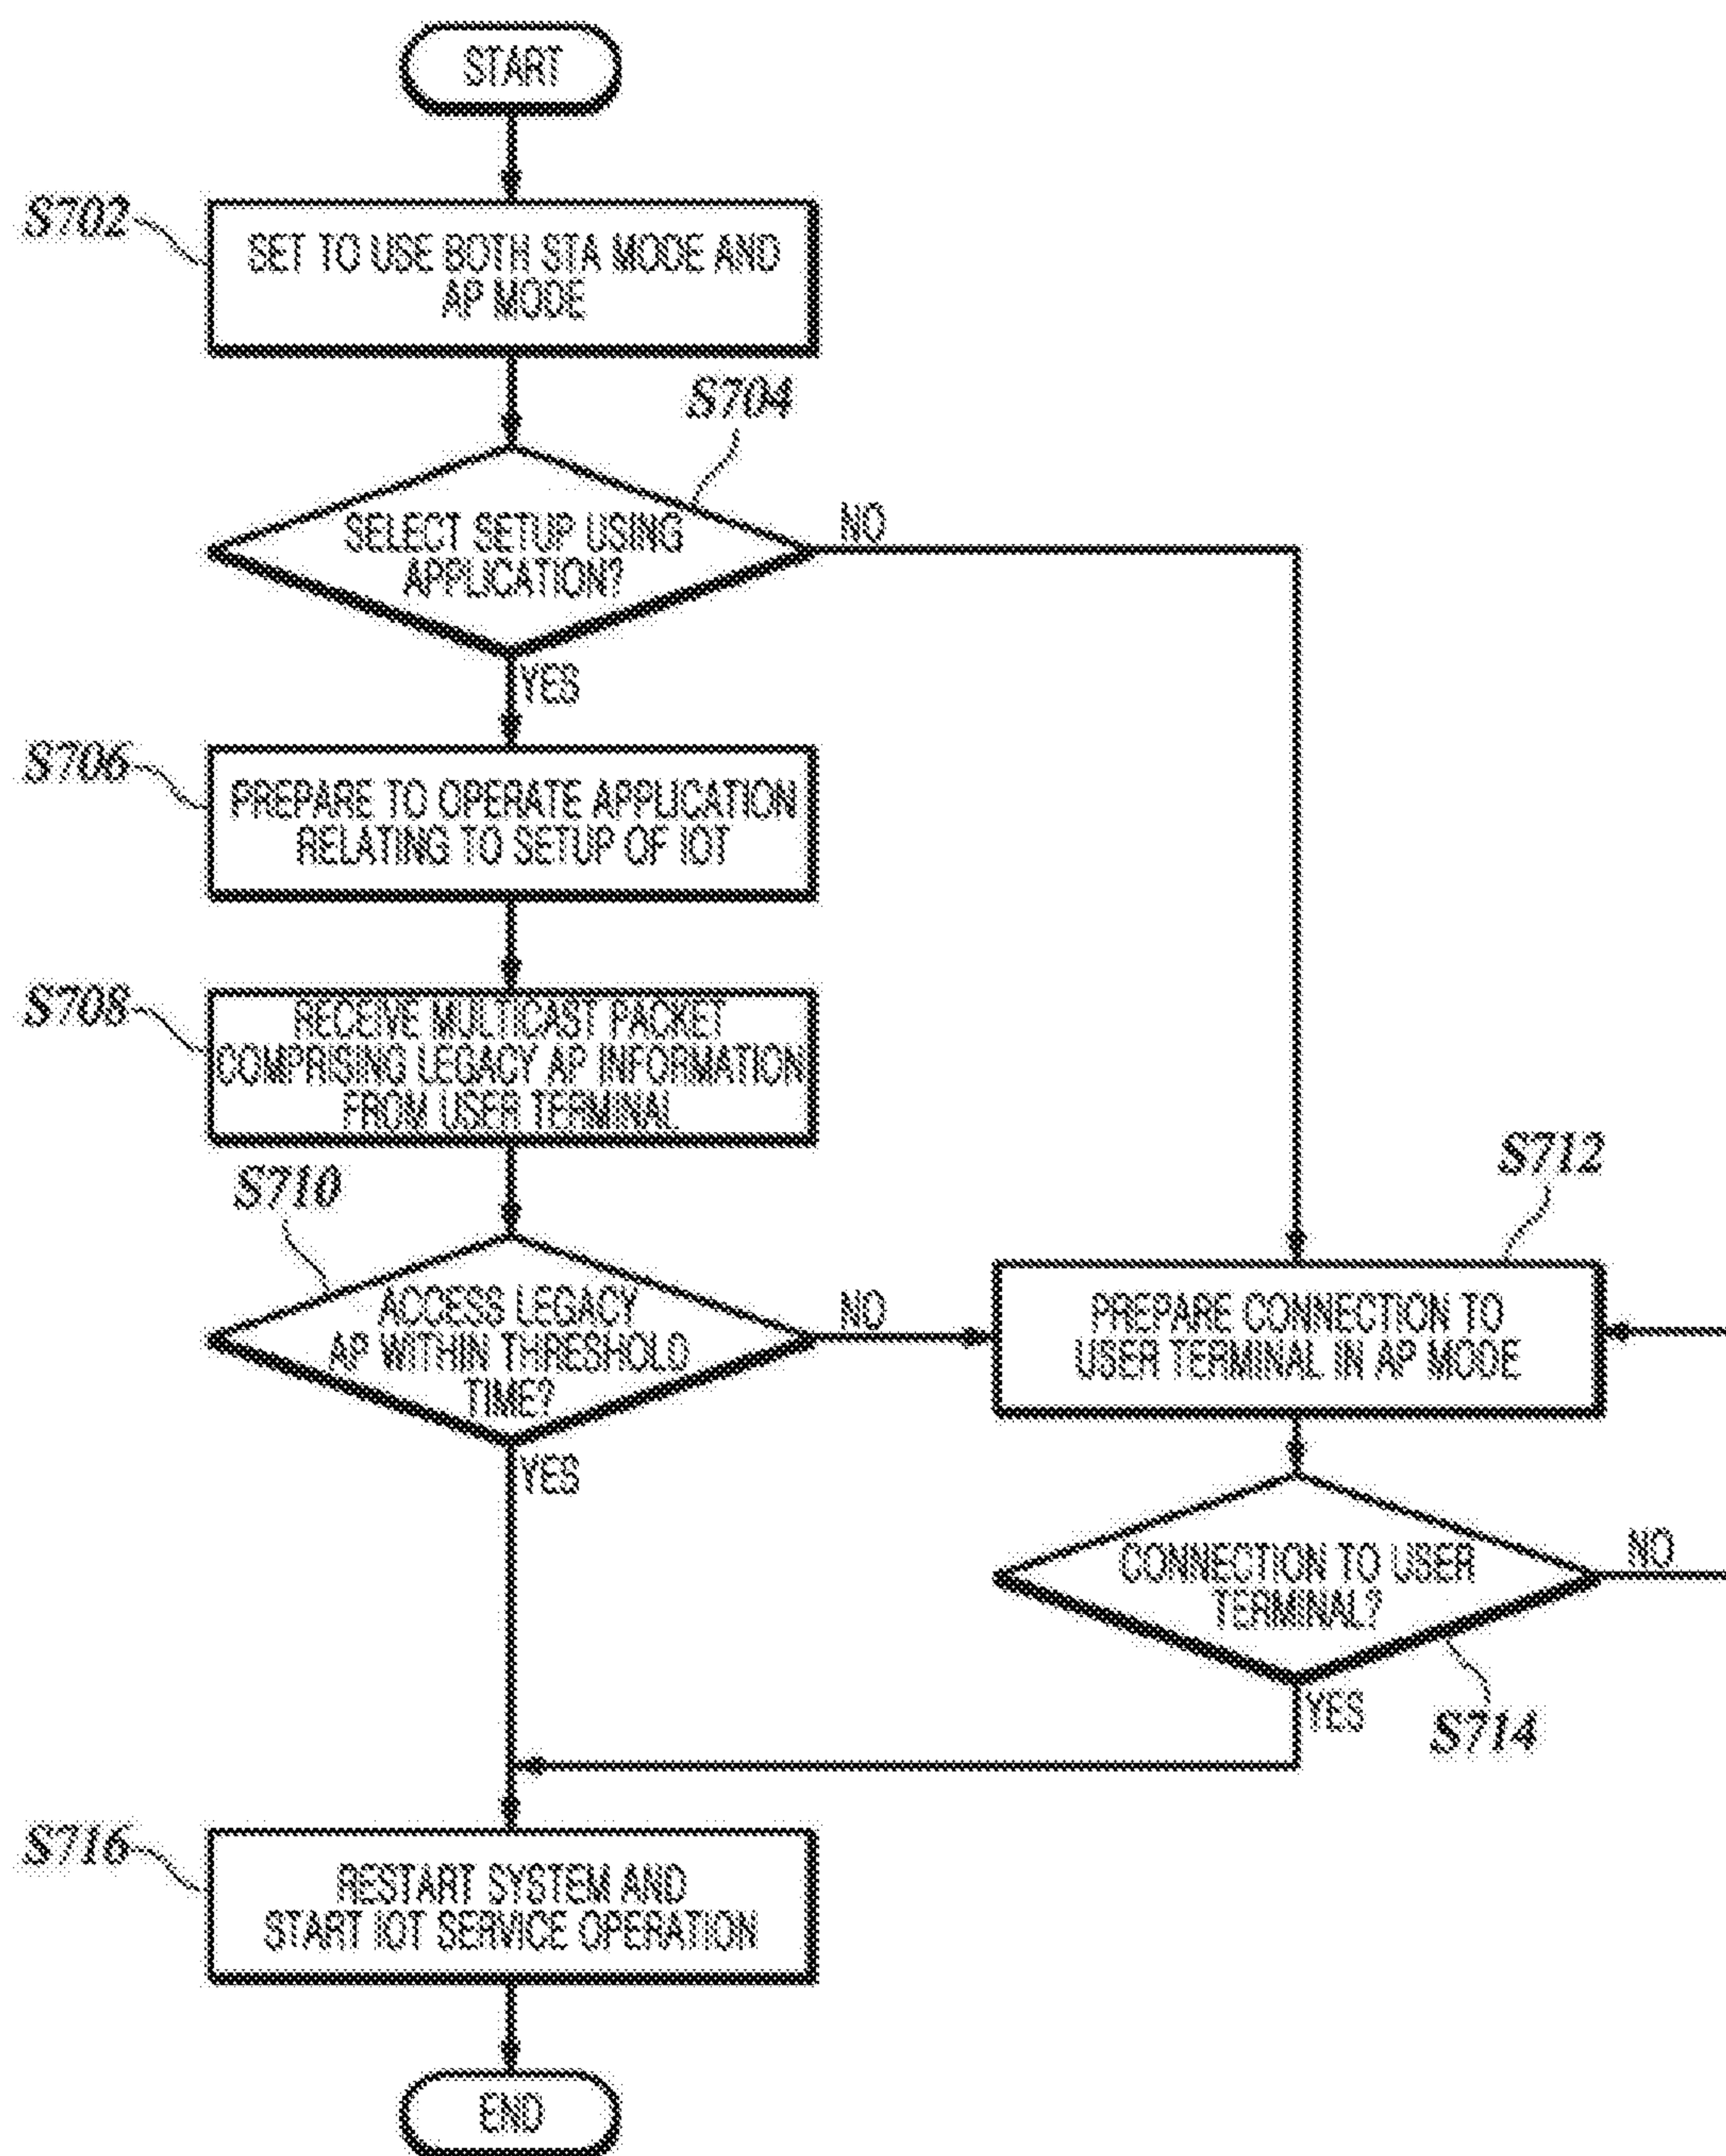 START
S702
SET TO USE BOTH STA MODE AND
AP MODE
S704
SELECT SETUP USING
APPLICATION?
NO
YES
S706
PREPARE TO OPERATE APPLICATION
RELATING TO SETUP OF IOT
S708
RECEIVE MULTICAST PACKET
COMPRISING LEGACY AP INFORMATION
FROM USER TERMINAL
S710
ACCESS LEGACY
AP WITHIN THRESHOLD
TIME?
NO
YES
S712
PREPARE CONNECTION TO
USER TERMINAL IN AP MODE
CONNECTION TO USER
TERMINAL?
NO
YES
S714
S716
RESTART SYSTEM AND
START IOT SERVICE OPERATION
END